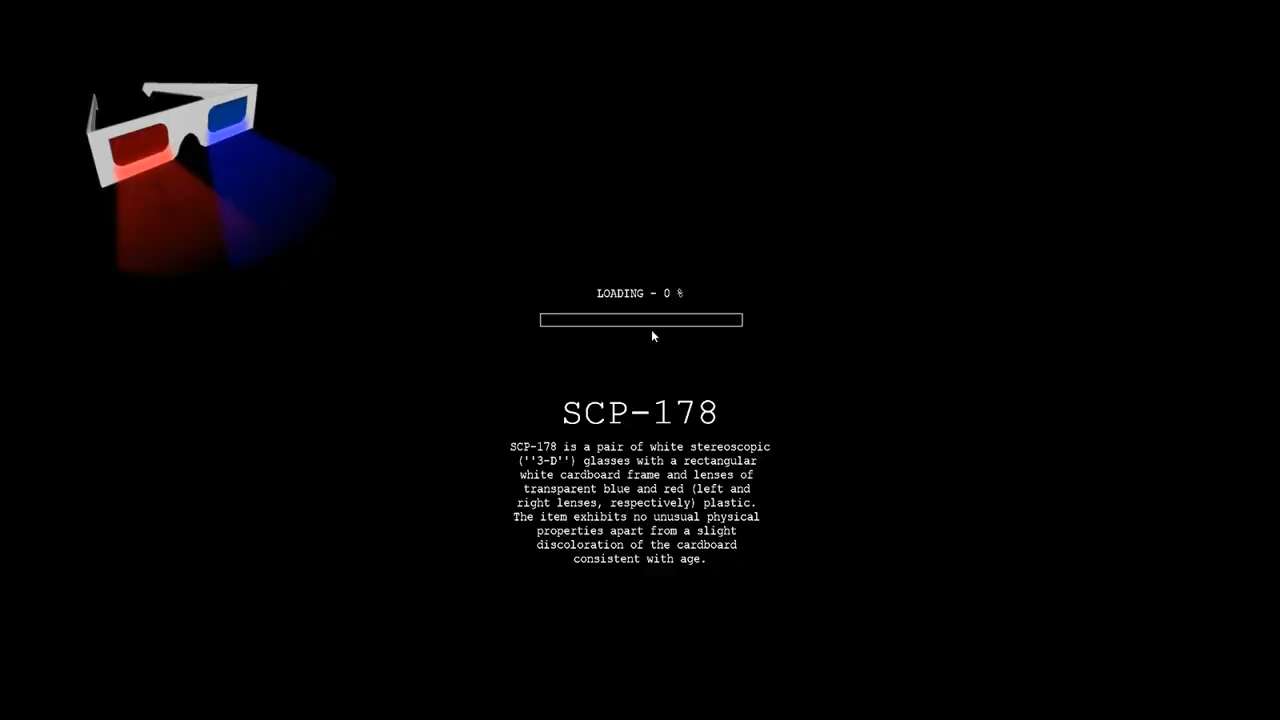 LOADING - 0 %
SCP-178
SCP-178 is a pair of white stereoscopic
(''3-D'') glasses with a rectangular
white cardboard frame and lenses of
transparent blue and red (left and
right lenses, respectively) plastic.
The item exhibits no unusual physical
properties apart from a slight
discoloration of the cardboard
consistent with age.